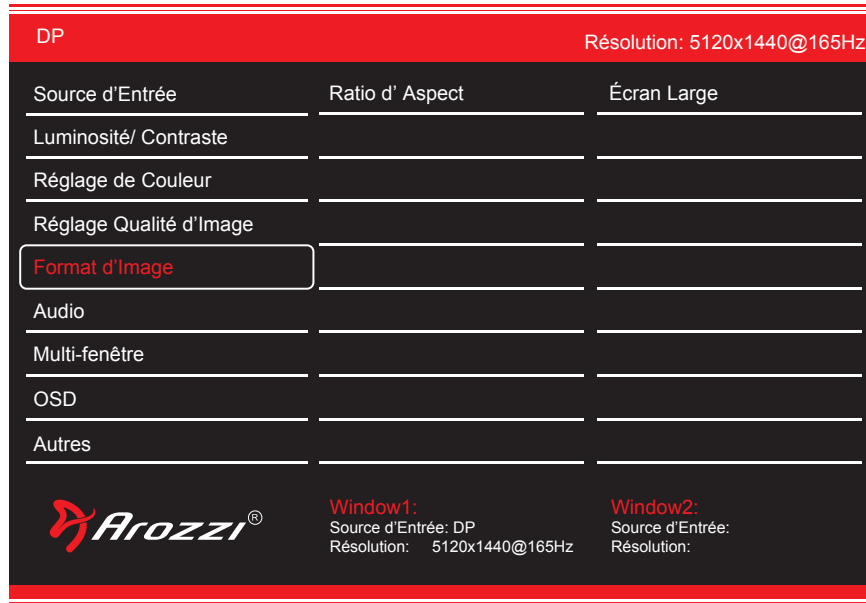 DP
Résolution: 5120x1440@165Hz
Source d’Entrée
Ratio d’ Aspect
Écran Large
Luminosité/ Contraste
Réglage de Couleur
Réglage Qualité d’Image
Format d’Image
Audio
Multi-fenêtre
OSD
Autres
Arozzi®
Window1:
Source d’Entrée: DP
Résolution: 5120x1440@165Hz
Window2:
Source d’Entrée:
Résolution: